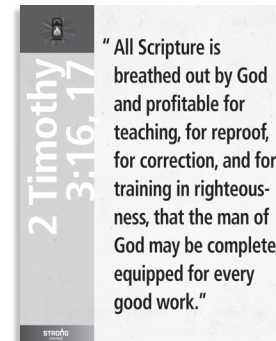 2 Timothy
3:16, 17
" All Scripture is
breathed out by God
and profitable for
teaching, for reproof,
for correction, and for
training in righteous-
ness, that the man of
God may be complete,
equipped for every
good work."
STRONG